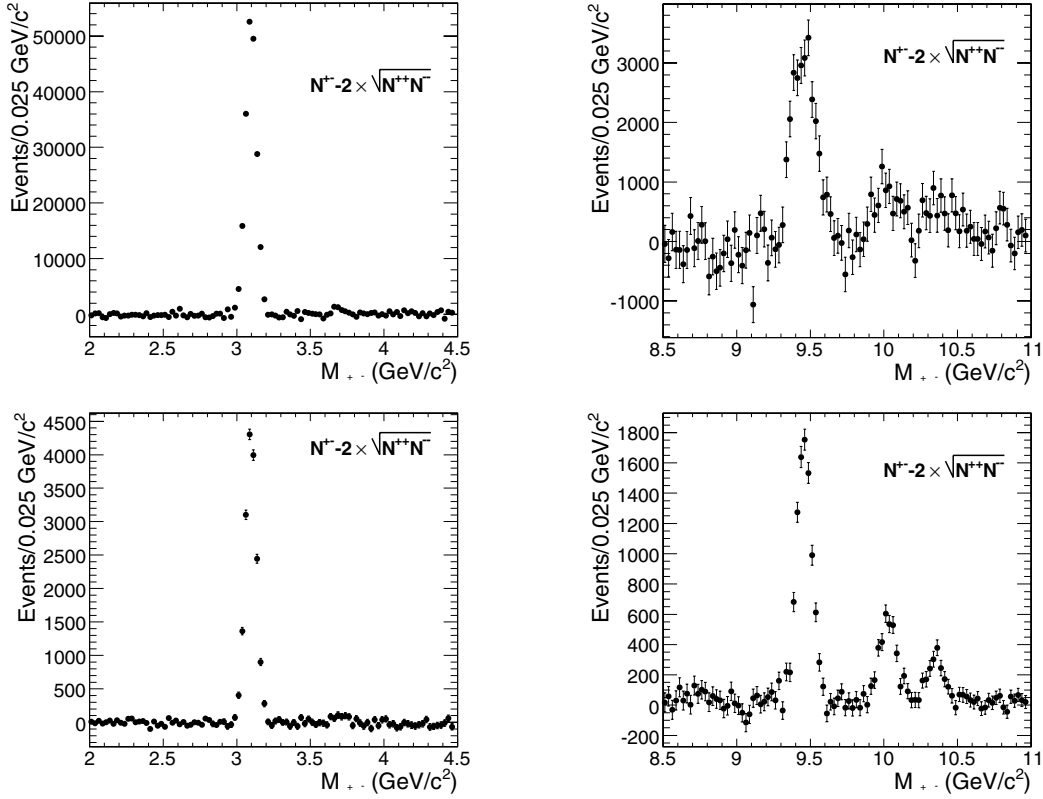 Events/0.025 GeV/c²
50000
40000
30000
20000
10000
0
N⁺⁻-2 × √N⁺⁺N⁻⁻
2 2.5 3 3.5 4 4.5
M₊ ₋ (GeV/c²)
Events/0.025 GeV/c²
3000
2000
1000
0
-1000
N⁺⁻-2 × √N⁺⁺N⁻⁻
8.5 9 9.5 10 10.5 11
M₊ ₋ (GeV/c²)
Events/0.025 GeV/c²
4500
4000
3500
3000
2500
2000
1500
1000
500
0
N⁺⁻-2 × √N⁺⁺N⁻⁻
2 2.5 3 3.5 4 4.5
M₊ ₋ (GeV/c²)
Events/0.025 GeV/c²
1800
1600
1400
1200
1000
800
600
400
200
0
-200
N⁺⁻-2 × √N⁺⁺N⁻⁻
8.5 9 9.5 10 10.5 11
M₊ ₋ (GeV/c²)